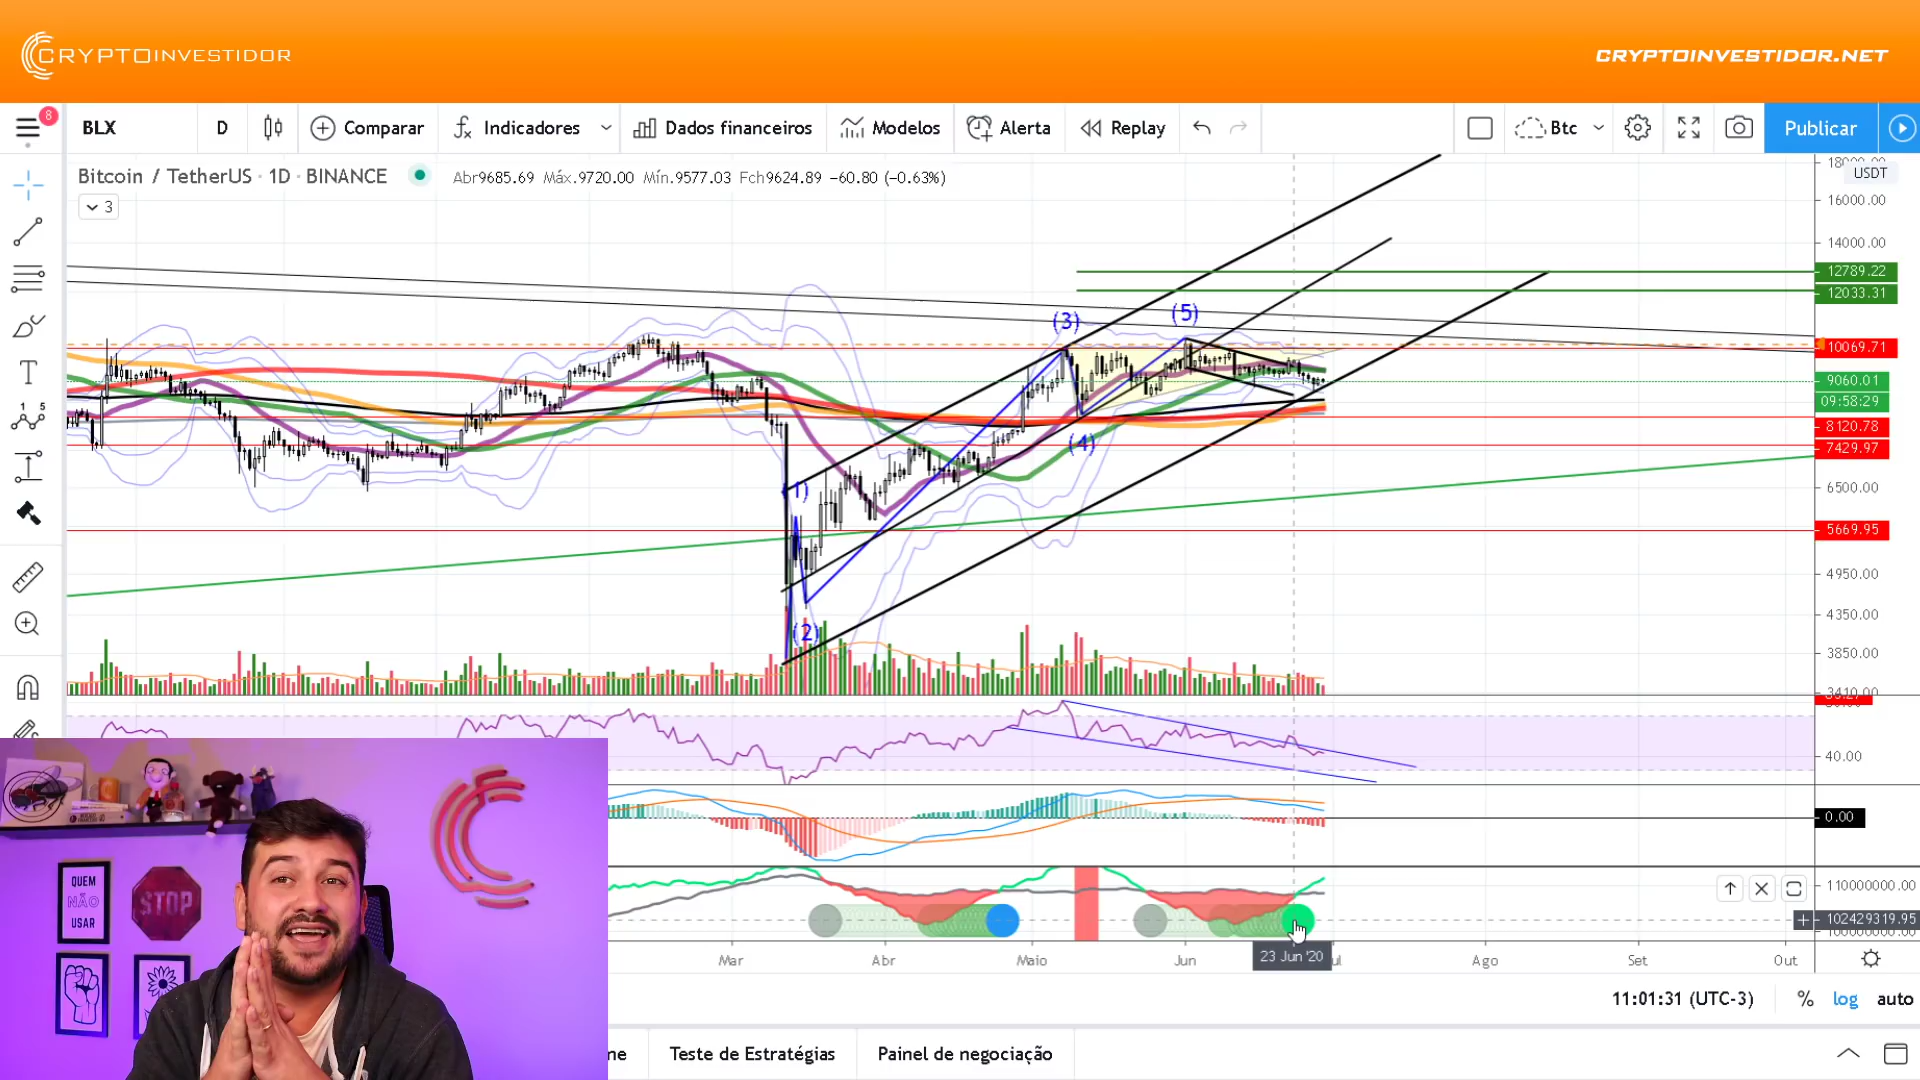 CRYPTOINVESTIDOR
CRYPTOINVESTIDOR.NET
8
BLX
D
Comparar
Indicadores
Dados financeiros
Modelos
Alerta
Replay
Btc
Publicar
Bitcoin / TetherUS · 1D · BINANCE
Abr9685.69 Máx.9720.00 Mín.9577.03 Fch9624.89 −60.80 (−0.63%)
3
USDT
16000.00
14000.00
12789.22
12033.31
10069.71
9060.01
09:58:29
8120.78
7429.97
6500.00
5669.95
4950.00
4350.00
3850.00
(3)
(5)
(4)
(2)
40.00
0.00
110000000.00
102429319.95
Mar
Abr
Maio
Jun
23 Jun '20
Ago
Set
Out
11:01:31 (UTC-3)
%
log
auto
Teste de Estratégias
Painel de negociação
QUEM
NÃO
USAR
STOP